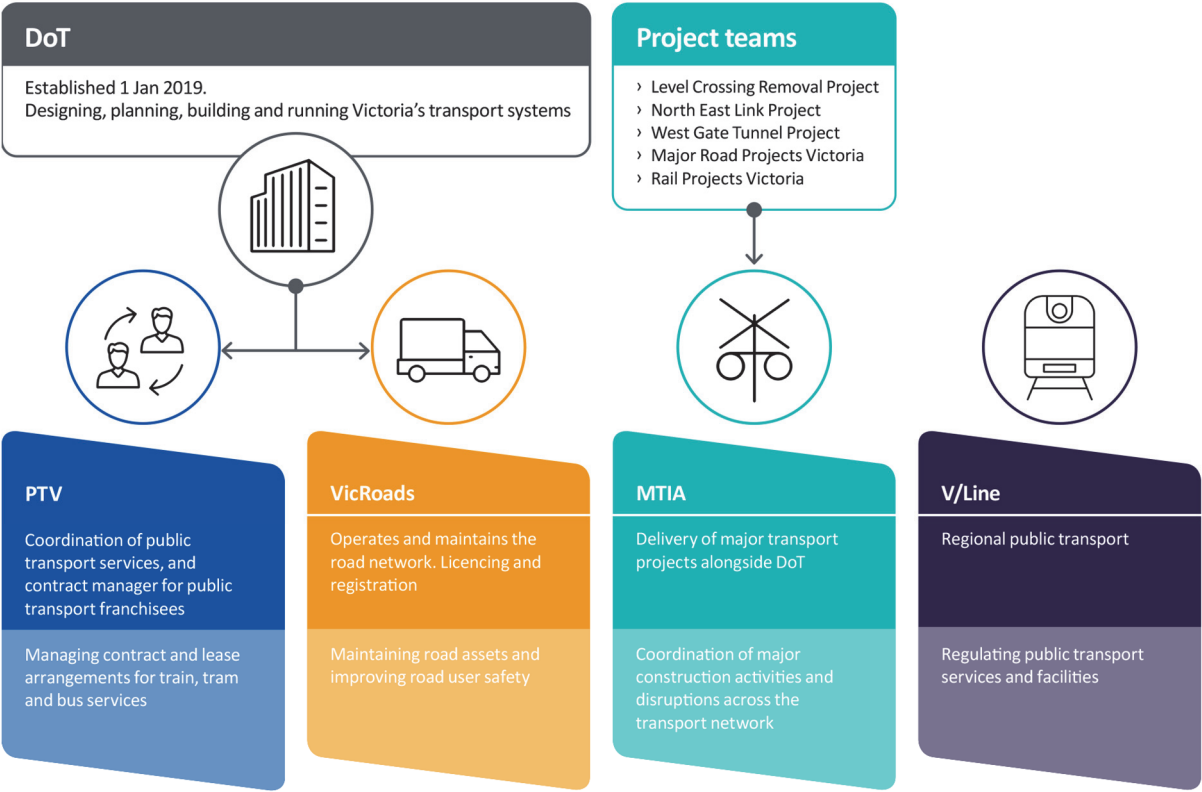 DoT
Established 1 Jan 2019.
Designing, planning, building and running Victoria's transport systems
Project teams
› Level Crossing Removal Project
› North East Link Project
› West Gate Tunnel Project
› Major Road Projects Victoria
› Rail Projects Victoria
PTV
Coordination of public
transport services, and
contract manager for public
transport franchisees
Managing contract and lease
arrangements for train, tram
and bus services
VicRoads
Operates and maintains the
road network. Licencing and
registration
Maintaining road assets and
improving road user safety
MTIA
Delivery of major transport
projects alongside DoT
Coordination of major
construction activities and
disruptions across the
transport network
V/Line
Regional public transport
Regulating public transport
services and facilities